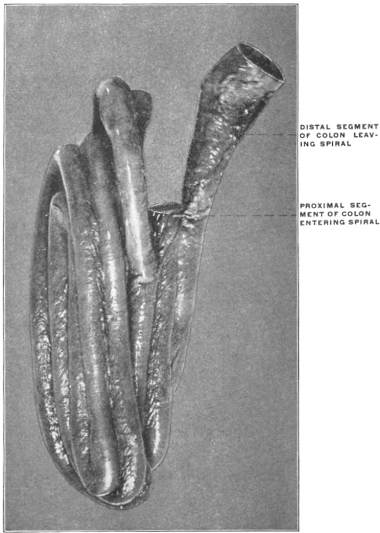 DISTAL SEGMENT
OF COLON LEAV-
ING SPIRAL
PROXIMAL SEG-
MENT OF COLON
ENTERING SPIRAL